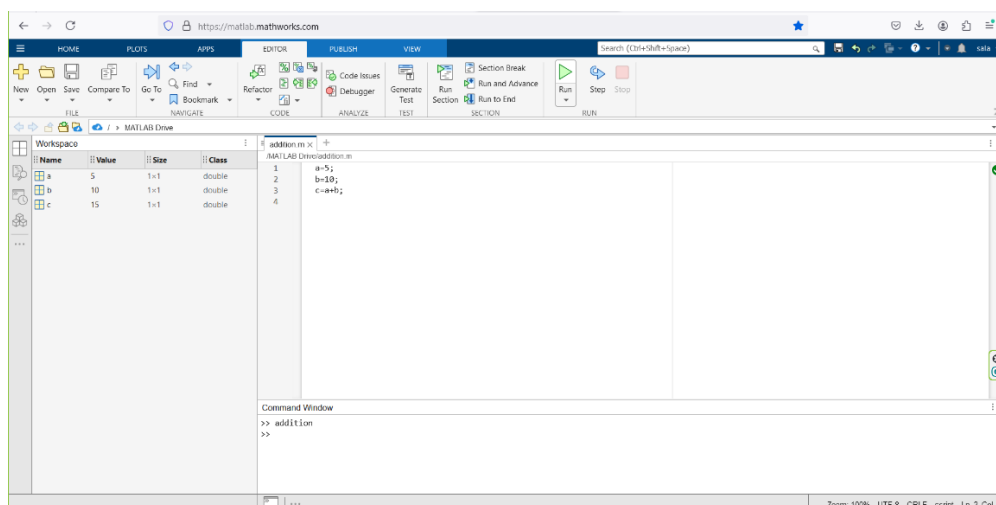 https://matlab.mathworks.com
HOME PLOTS APPS EDITOR PUBLISH VIEW Search (Ctrl+Shift+Space) sala
New Open Save Compare To Go To Find Bookmark Refactor Code Issues Debugger Generate Test Run Section Section Break Run and Advance Run to End Run Step Stop
FILE NAVIGATE CODE ANALYZE TEST SECTION RUN
/ > MATLAB Drive
Workspace
Name Value Size Class
a 5 1×1 double
b 10 1×1 double
c 15 1×1 double
addition.m × +
/MATLAB Drive/addition.m
1 a=5;
2 b=10;
3 c=a+b;
4
Command Window
>> addition
>>
Zoom: 100% UTF-8 CRLF script Ln 2 Col